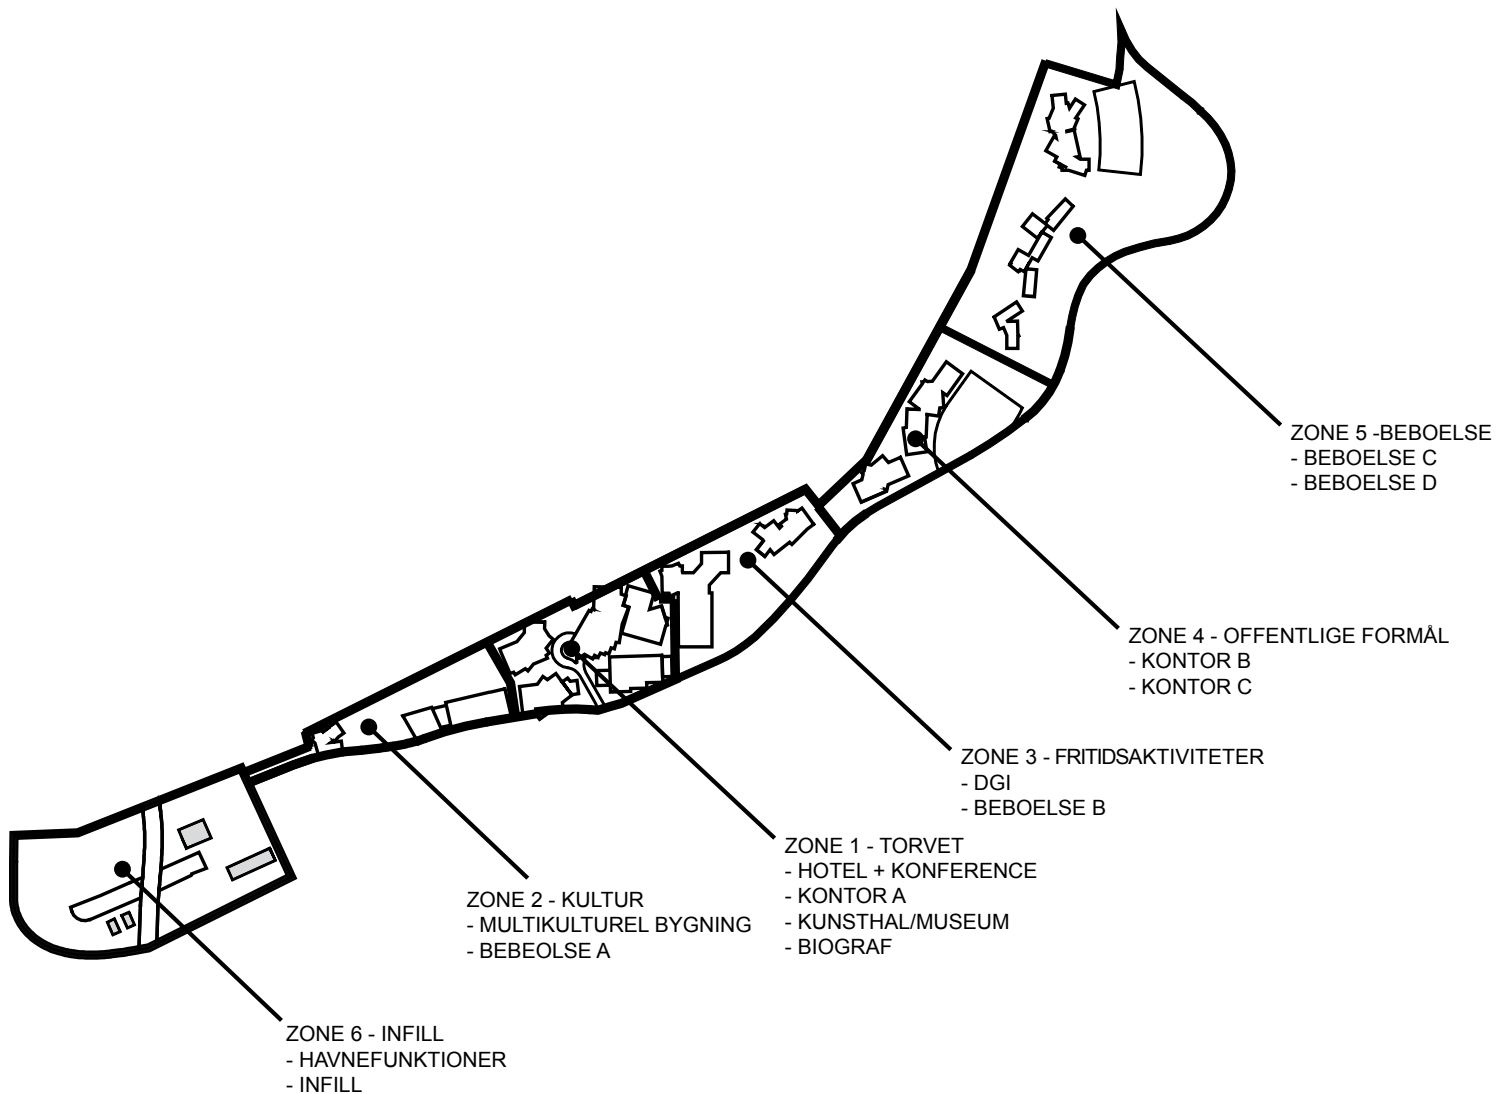 ZONE 5 -BEBOELSE
- BEBOELSE C
- BEBOELSE D
ZONE 4 - OFFENTLIGE FORMÅL
- KONTOR B
- KONTOR C
ZONE 3 - FRITIDSAKTIVITETER
- DGI
- BEBOELSE B
ZONE 1 - TORVET
- HOTEL + KONFERENCE
- KONTOR A
- KUNSTHAL/MUSEUM
- BIOGRAF
ZONE 2 - KULTUR
- MULTIKULTUREL BYGNING
- BEBEOLSE A
ZONE 6 - INFILL
- HAVNEFUNKTIONER
- INFILL